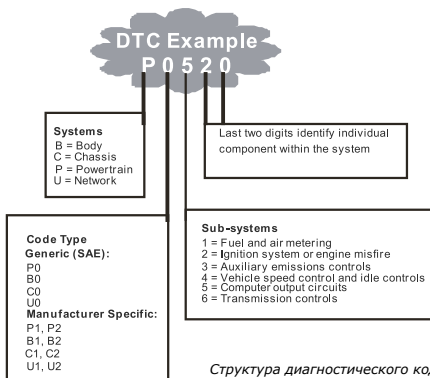 DTC Example
P 0 5 2 0
Systems
B = Body
C = Chassis
P = Powertrain
U = Network
Last two digits identify individual
component within the system
Code Type
Generic (SAE):
P0
B0
C0
U0
Manufacturer Specific:
P1, P2
B1, B2
C1, C2
U1, U2
Sub-systems
1 = Fuel and air metering
2 = Ignition system or engine misfire
3 = Auxiliary emissions controls
4 = Vehicle speed control and idle controls
5 = Computer output circuits
6 = Transmission controls
Структура диагностического